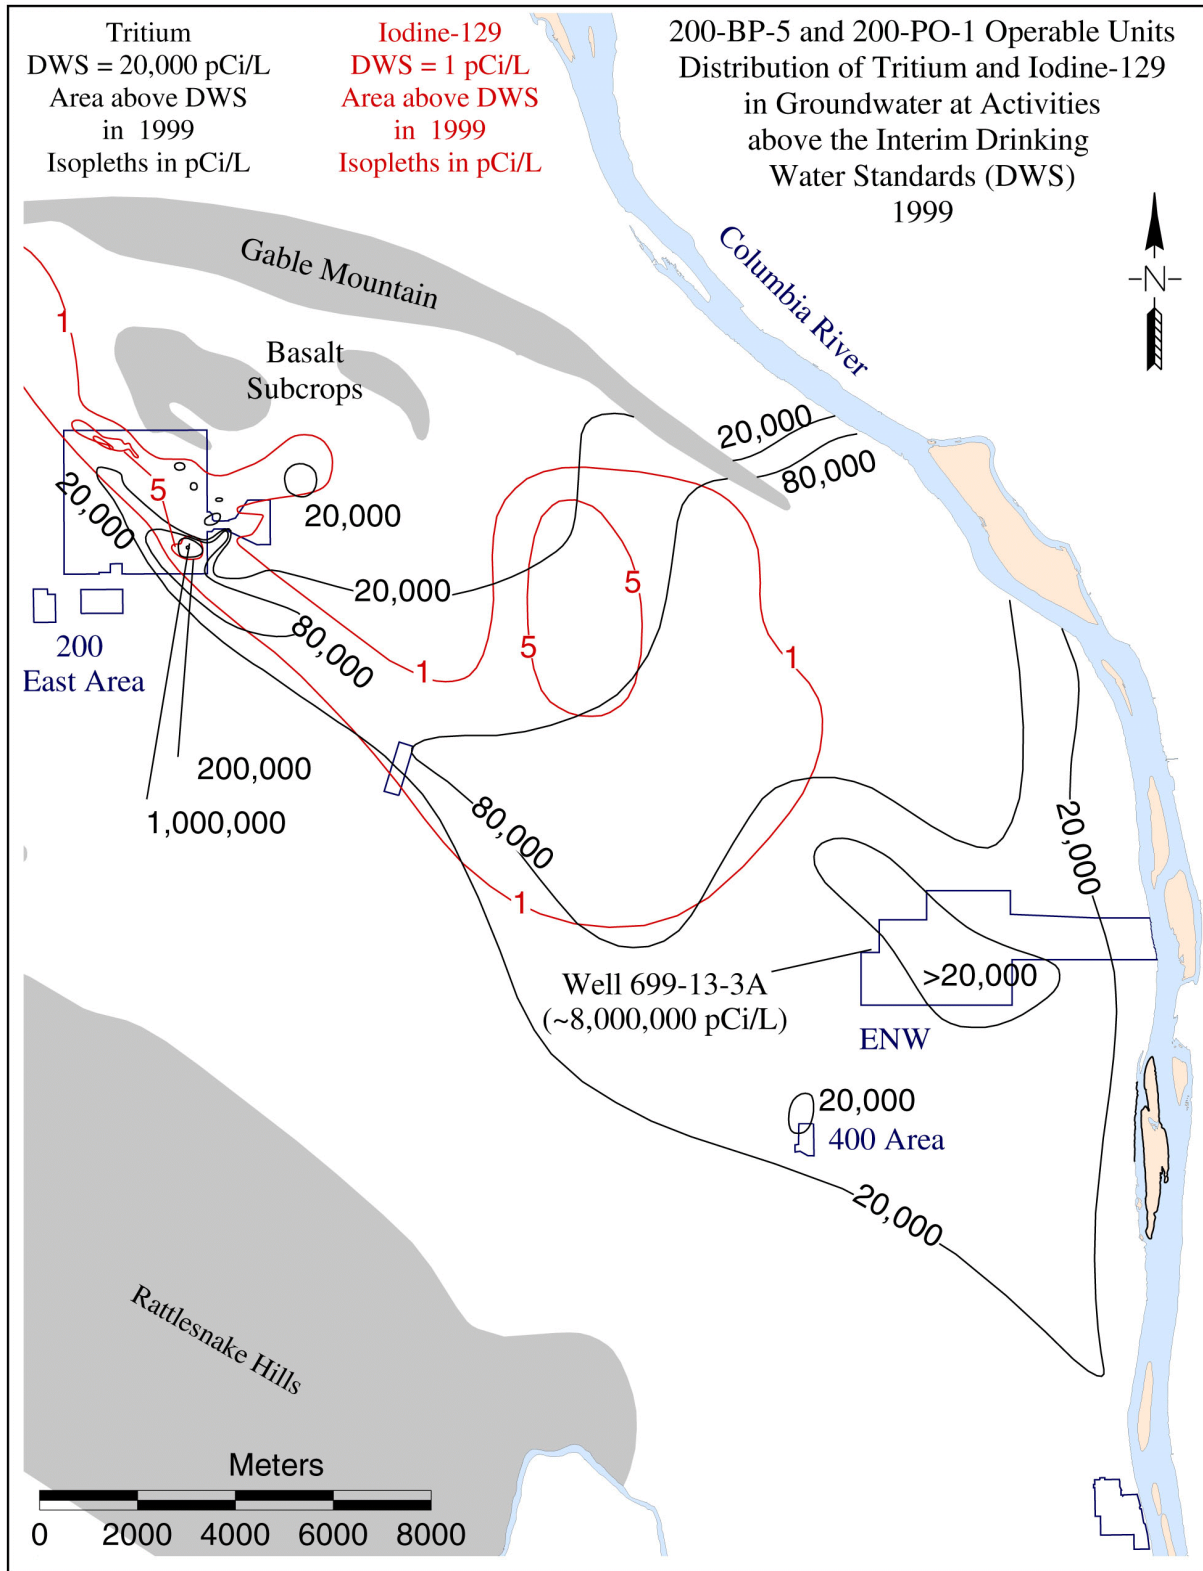 Tritium
DWS = 20,000 pCi/L
Area above DWS
in 1999
Isopleths in pCi/L
Iodine-129
DWS = 1 pCi/L
Area above DWS
in 1999
Isopleths in pCi/L
200-BP-5 and 200-PO-1 Operable Units
Distribution of Tritium and Iodine-129
in Groundwater at Activities
above the Interim Drinking
Water Standards (DWS)
1999
N
Columbia River
Gable Mountain
1
Basalt
Subcrops
20,000
80,000
20,000
5
20,000
20,000
5
5
80,000
1
1
200
East Area
200,000
1,000,000
80,000
20,000
1
Well 699-13-3A
(~8,000,000 pCi/L)
>20,000
ENW
20,000
400 Area
20,000
Rattlesnake Hills
Meters
0 2000 4000 6000 8000